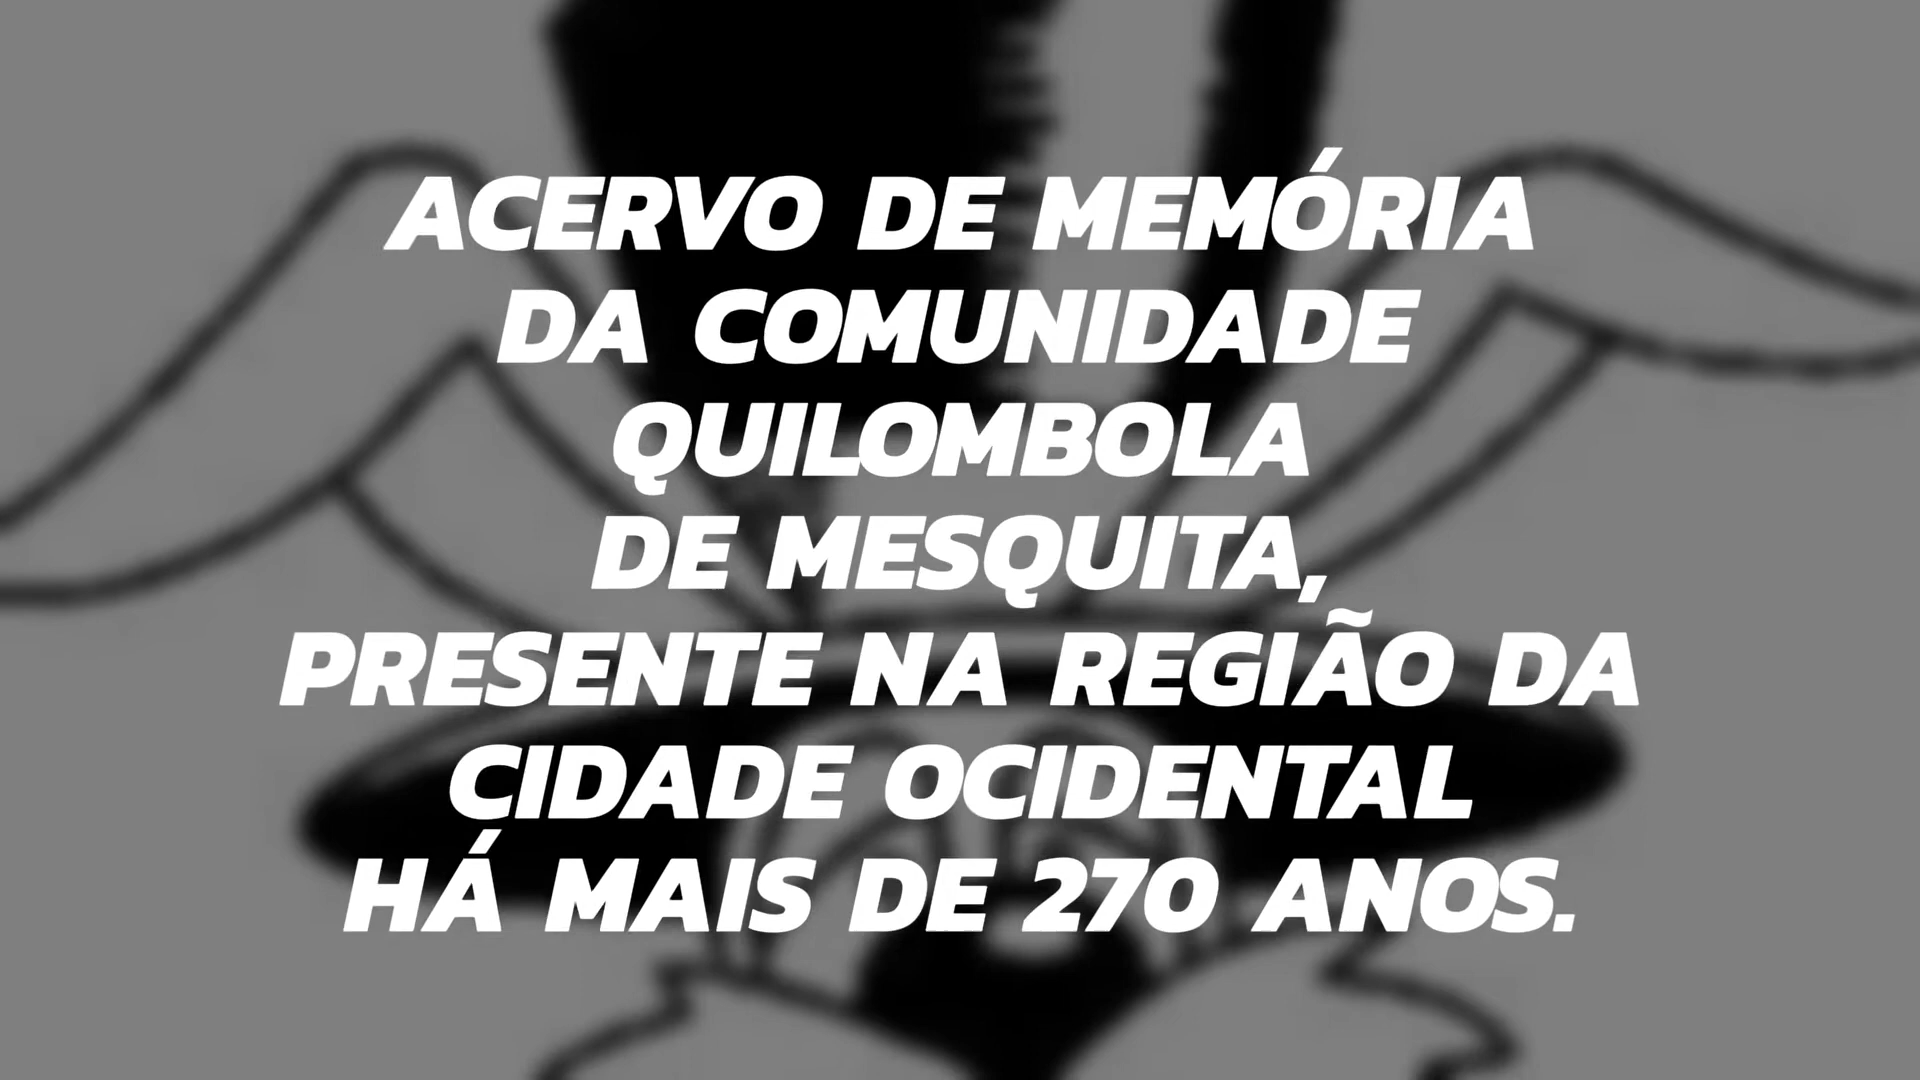 ACERVO DE MEMÓRIA
DA COMUNIDADE
QUILOMBOLA
DE MESQUITA,
PRESENTE NA REGIÃO DA
CIDADE OCIDENTAL
HÁ MAIS DE 270 ANOS.